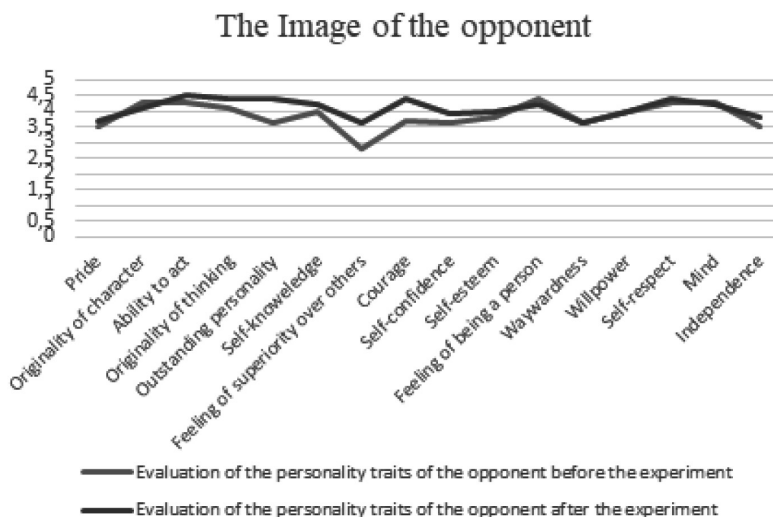 The Image of the opponent
5
4,5
4
3,5
3
2,5
2
1,5
1
0,5
0
Pride
Originality of character
Ability to act
Originality of thinking
Outstanding personality
Self-knoweledge
Feeling of superiority over others
Courage
Self-confidence
Self-esteem
Feeling of being a person
Waywardness
Willpower
Self-respect
Mind
Independence
Evaluation of the personality traits of the opponent before the experiment
Evaluation of the personality traits of the opponent after the experiment